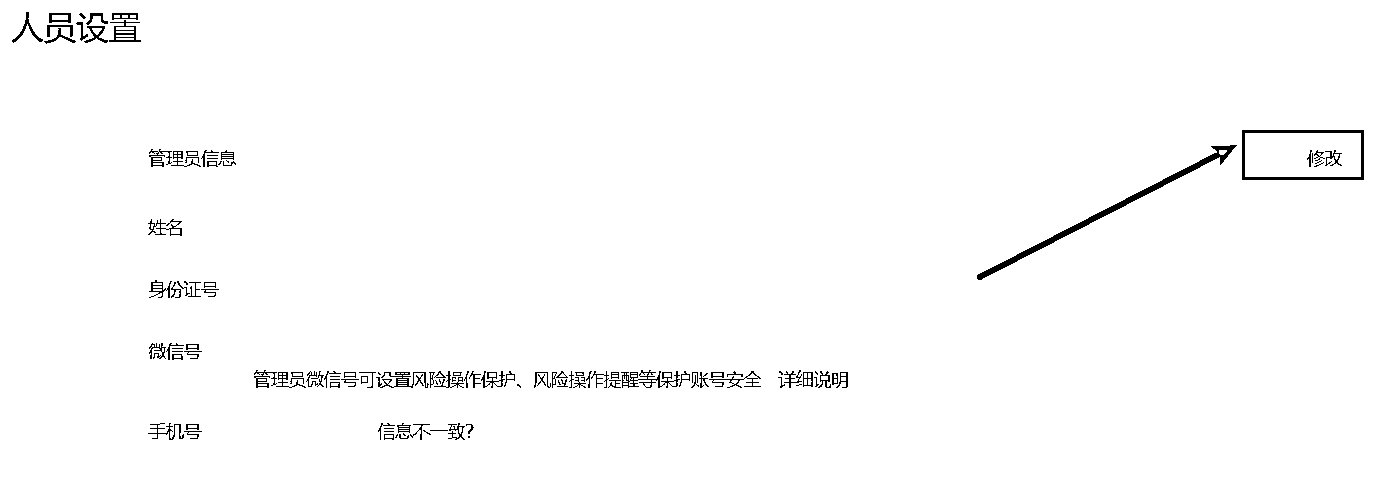 人员设置
管理员信息 修改
姓名
身份证号
微信号
管理员微信号可设置风险操作保护、风险操作提醒等保护账号安全 详细说明
手机号 信息不一致?